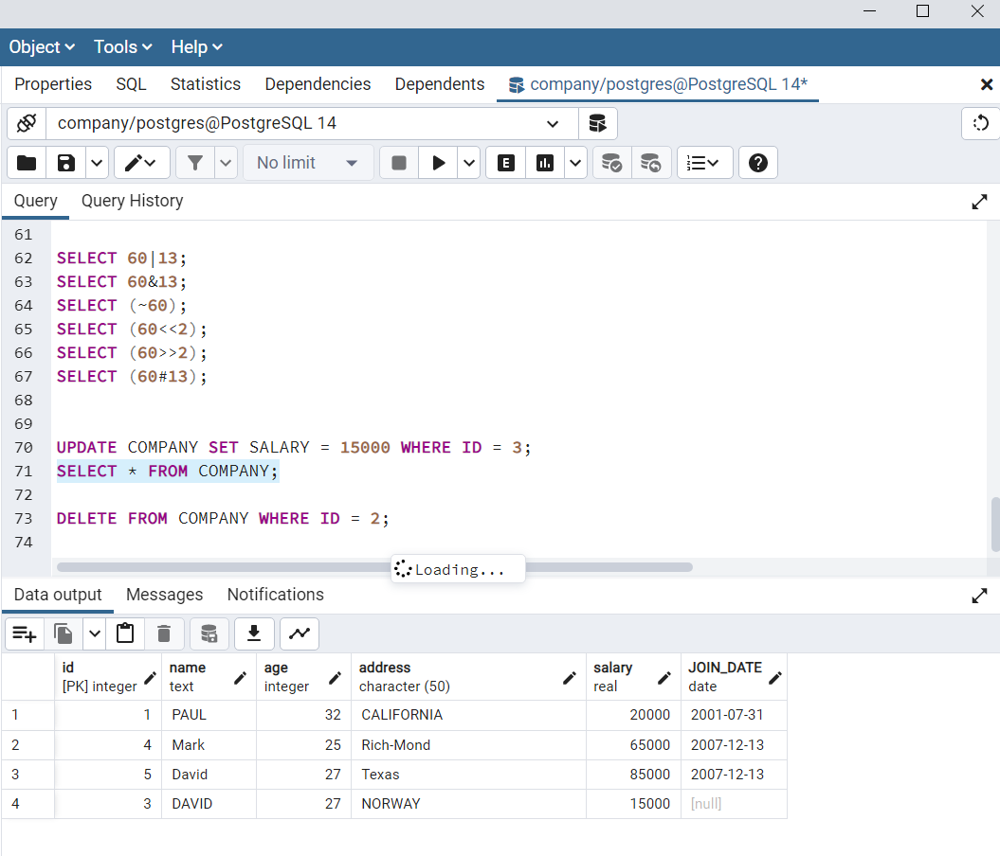 Object Tools Help
Properties SQL Statistics Dependencies Dependents company/postgres@PostgreSQL 14*
company/postgres@PostgreSQL 14
No limit E
Query Query History
61
62 SELECT 60|13;
63 SELECT 60&13;
64 SELECT (~60);
65 SELECT (60<<2);
66 SELECT (60>>2);
67 SELECT (60#13);
68
69
70 UPDATE COMPANY SET SALARY = 15000 WHERE ID = 3;
71 SELECT * FROM COMPANY;
72
73 DELETE FROM COMPANY WHERE ID = 2;
74
Loading...
Data output Messages Notifications
id name age address salary JOIN_DATE
[PK] integer text integer character (50) real date
1 1 PAUL 32 CALIFORNIA 20000 2001-07-31
2 4 Mark 25 Rich-Mond 65000 2007-12-13
3 5 David 27 Texas 85000 2007-12-13
4 3 DAVID 27 NORWAY 15000 [null]